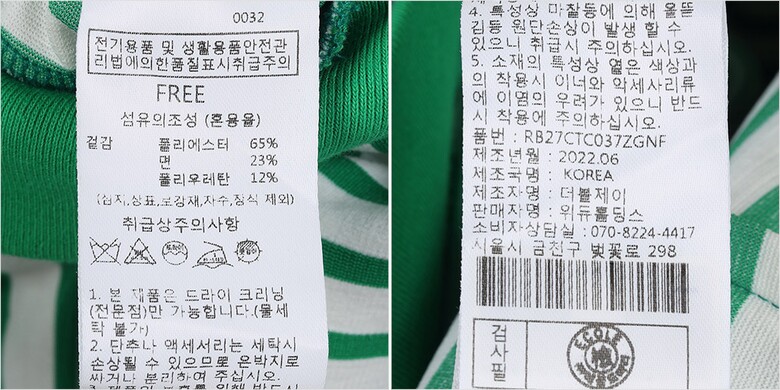 0032
전기용품 및 생활용품안전관
리법에의한품질표시취급주의
FREE
섬유의조성 (혼용율)
겉감 폴리에스터 65%
면 23%
폴리우레탄 12%
(심지,상표,보강재,자수,장식 제외)
취급상주의사항
드라이
1. 본 제품은 드라이 크리닝
(전문점)만 가능합니다.(물세
탁 불가)
2. 단추나 액세서리는 세탁시
손상될 수 있으므로 은박지로
싸거나 분리하여 주십시오.
4. 특성상 마찰등에 의해 올뜯
김등 원단손상이 발생 할 수
있으니 취급시 주의하십시오.
5. 소재의 특성상 옅은 색상과
의 착용시 이너와 악세사리류
에 이염의 우려가 있으니 반드
시 착용에 주의하십시오.
품번 : RB27CTC037ZGNF
제조년월 : 2022.06
제조국명 : KOREA
제조자명 : 더볼제이
판매자명 : 위듀홀딩스
소비자상담실 : 070-8224-4417
서울시 금천구 벚꽃로 298
검사필